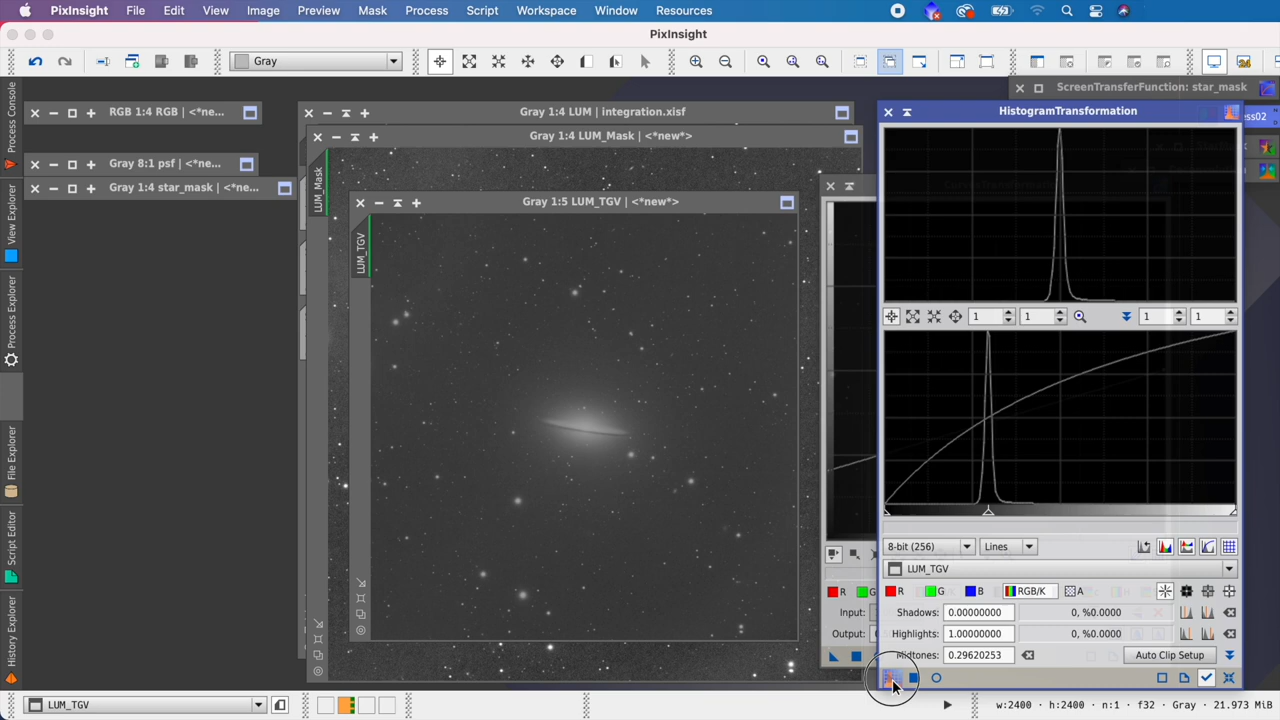 PixInsight File Edit View Image Preview Mask Process Script Workspace Window Resources
PixInsight
Gray
Process Console
View Explorer
Process Explorer
File Explorer
Script Editor
History Explorer
RGB 1:4 RGB | <*ne...
Gray 8:1 psf | <*ne...
Gray 1:4 star_mask | <*ne...
Gray 1:4 LUM | integration.xisf
Gray 1:4 LUM_Mask | <*new*>
LUM_Mask
Gray 1:5 LUM_TGV | <*new*>
LUM_TGV
ScreenTransferFunction: star_mask
ess02
HistogramTransformation
1 1 1 1
8-bit (256) Lines
LUM_TGV
R G B RGB/K A
Shadows: 0.00000000 0, %0.0000
Highlights: 1.00000000 0, %0.0000
Midtones: 0.29620253 Auto Clip Setup
R G
Input:
Output:
LUM_TGV
w:2400 · h:2400 · n:1 · f32 · Gray · 21.973 MiB